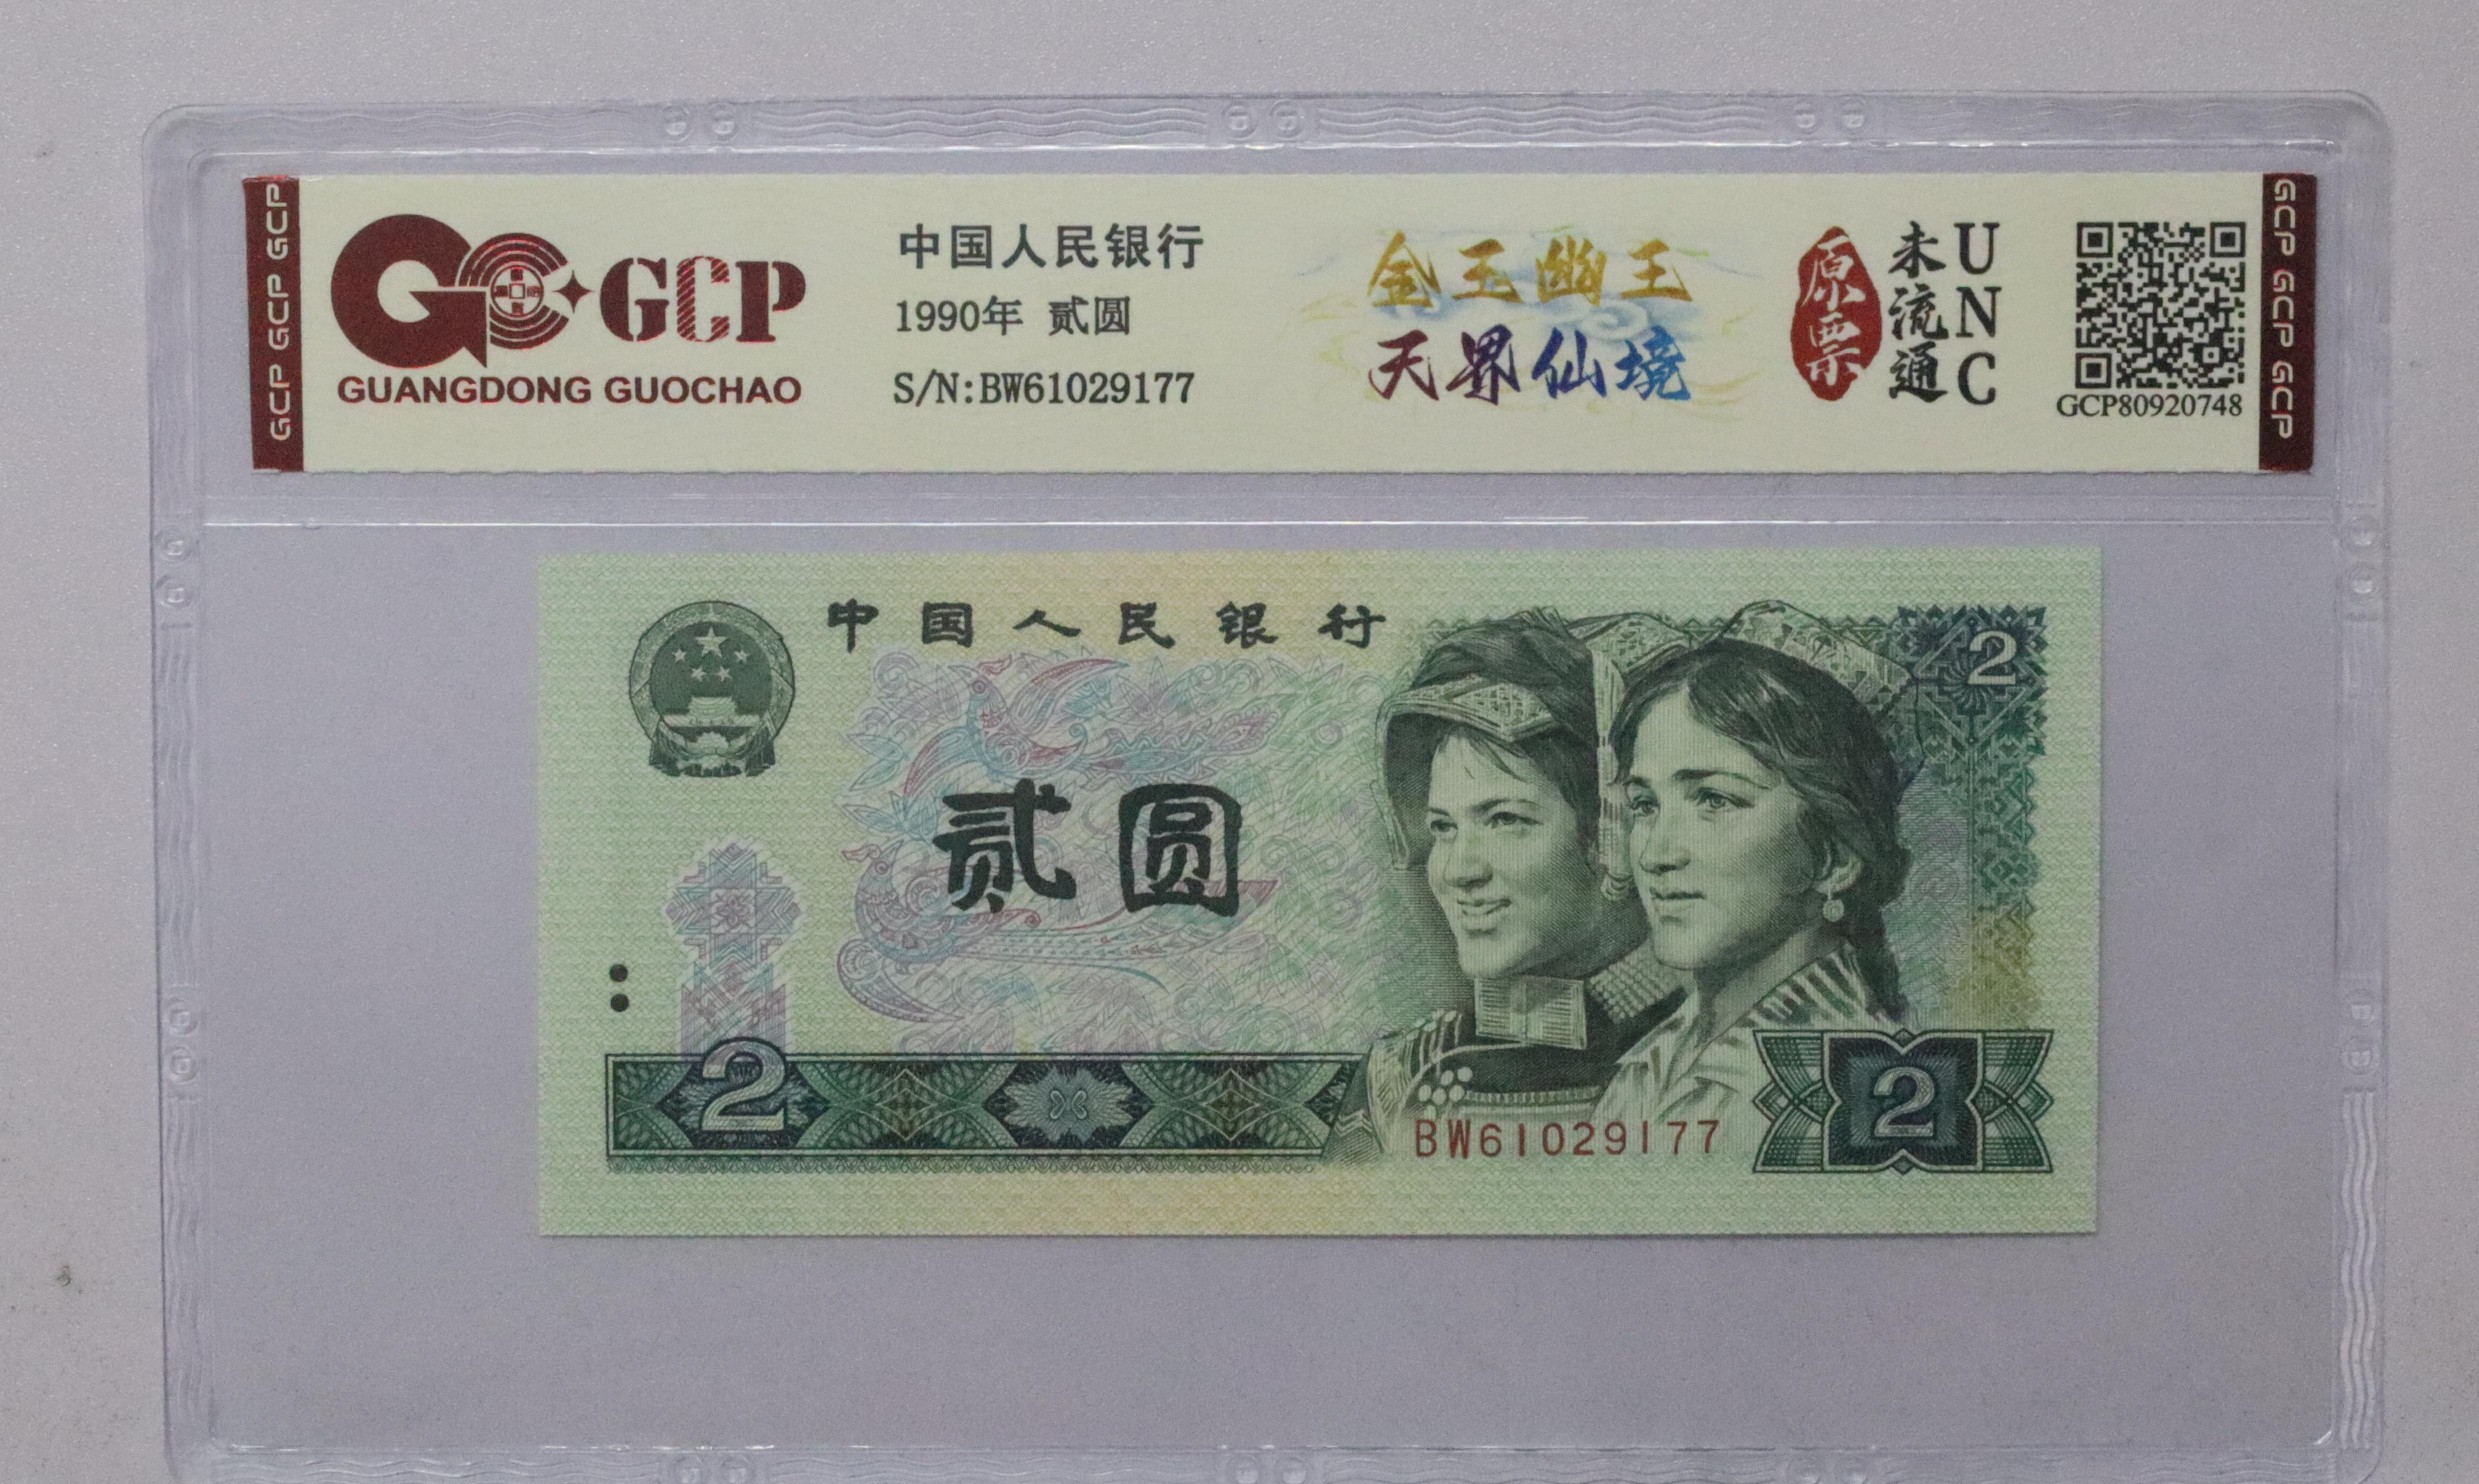 GCP GCP GCP
GCP
GUANGDONG GUOCHAO
中国人民银行
1990年 贰圆
S/N:BW61029177
金玉幽王
天界仙境
原票
未流通
UNC
GCP80920748
GCP GCP GCP
中国人民银行
2
贰圆
2
BW61029177
2